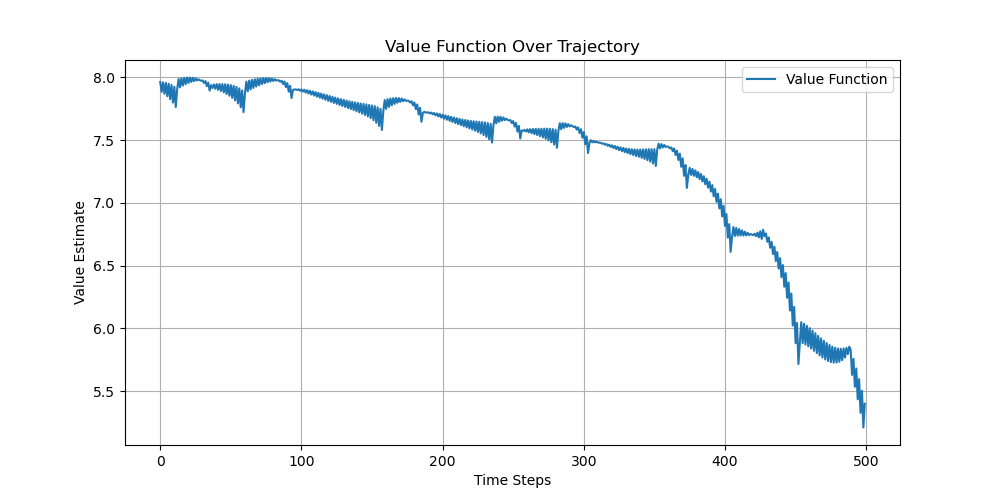 Value Function Over Trajectory
Value Function
8.0
7.5
7.0
6.5
6.0
5.5
Value Estimate
0 100 200 300 400 500
Time Steps